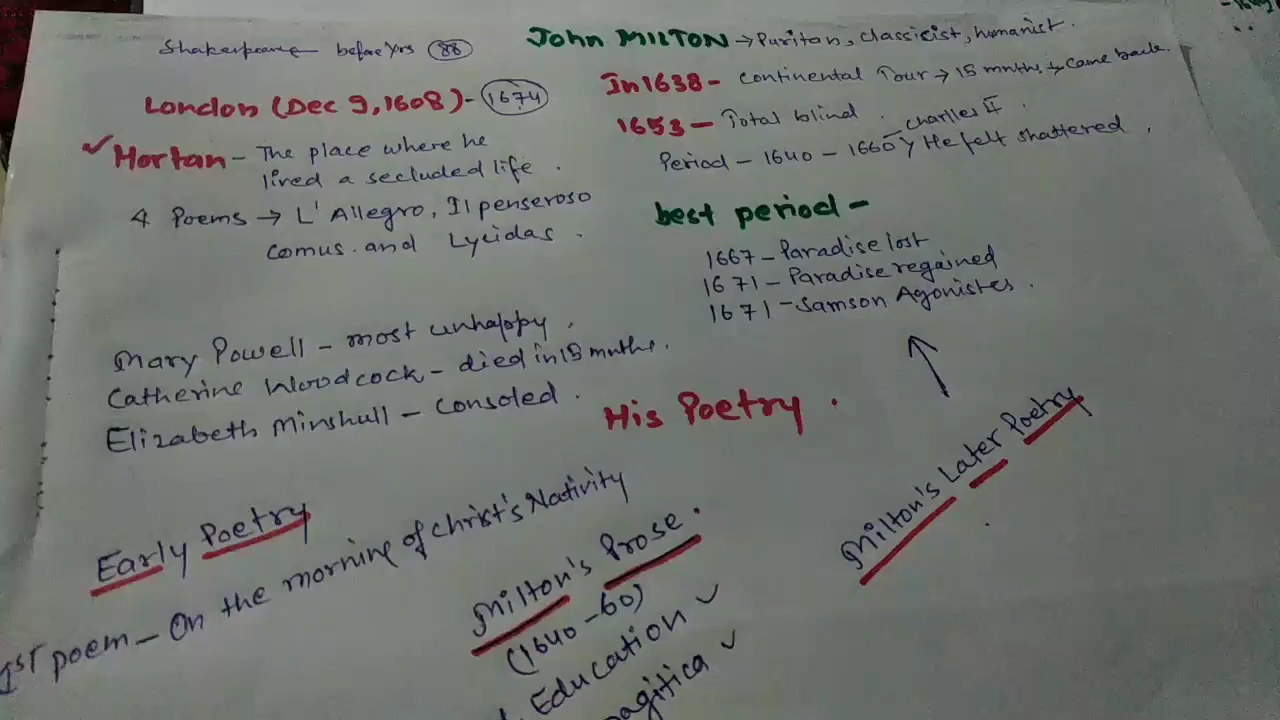 Shakespeare before yrs 88
John MILTON → Puritan, classicist, humanist.
London (Dec 9, 1608) - 1674
In 1638 - Continental Tour → 15 mnths → Came back.
1653 - Total blind.
Hortan - The place where he
lived a secluded life.
Charlles II
Period - 1640 - 1660 y He felt shattered,
4 Poems → L'Allegro, Il penseroso
comus. and Lycidas.
best period -
1667 - Paradise lost
1671 - Paradise regained
1671 - Samson Agonistes.
Mary Powell - most unhappy.
Catherine Woodcock - died in 15 mnths.
Elizabeth Minshull - Consoled.
His Poetry.
Milton's Later Poetry
Early Poetry
1st poem - On the morning of Christ's Nativity
Milton's Prose.
(1640 - 60)
Education ✓